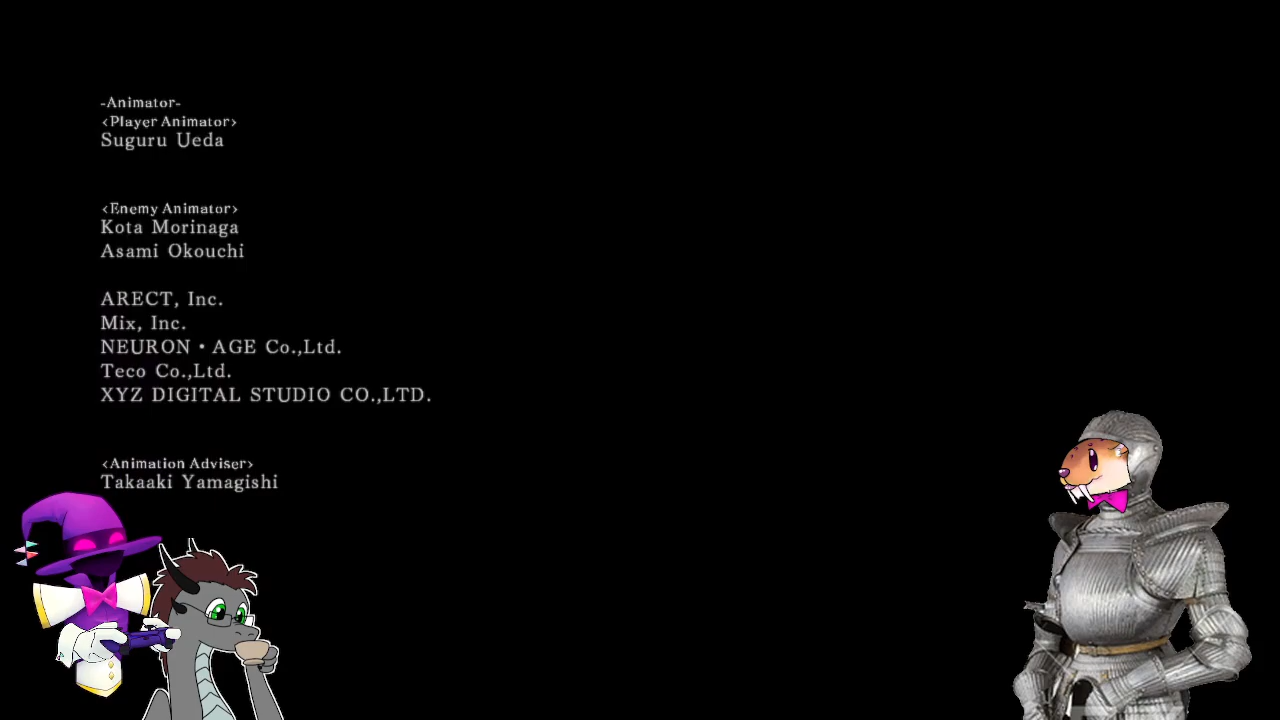 -Animator-
<Player Animator>
Suguru Ueda
<Enemy Animator>
Kota Morinaga
Asami Okouchi
ARECT, Inc.
Mix, Inc.
NEURON・AGE Co.,Ltd.
Teco Co.,Ltd.
XYZ DIGITAL STUDIO CO.,LTD.
<Animation Adviser>
Takaaki Yamagishi